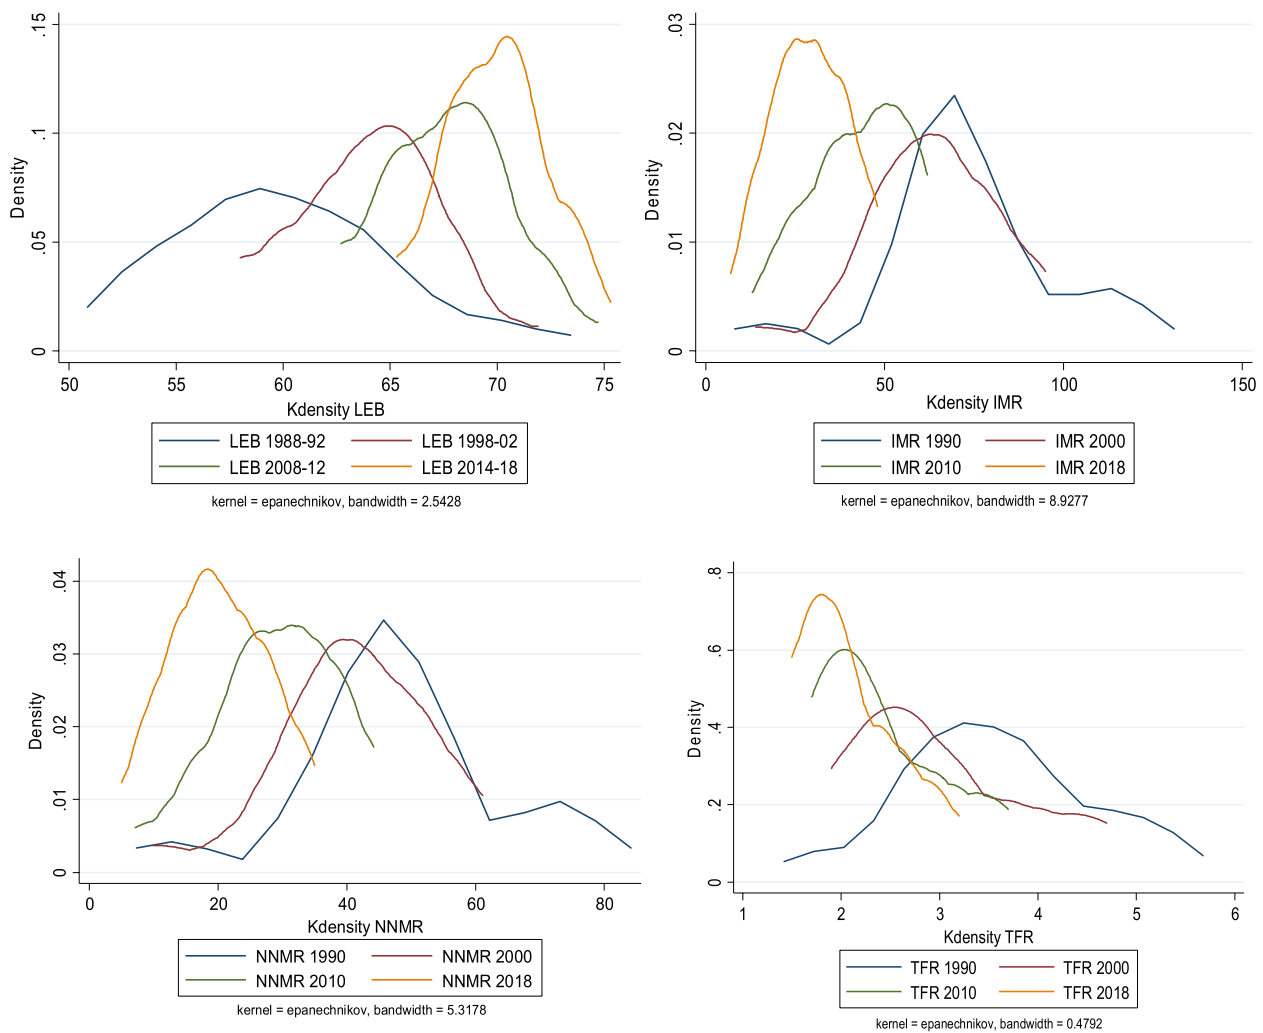 Density
.15
.1
.05
0
50 55 60 65 70 75
Kdensity LEB
LEB 1988-92 LEB 1998-02
LEB 2008-12 LEB 2014-18
kernel = epanechnikov, bandwidth = 2.5428
Density
.03
.02
.01
0
0 50 100 150
Kdensity IMR
IMR 1990 IMR 2000
IMR 2010 IMR 2018
kernel = epanechnikov, bandwidth = 8.9277
Density
.04
.03
.02
.01
0
0 20 40 60 80
Kdensity NNMR
NNMR 1990 NNMR 2000
NNMR 2010 NNMR 2018
kernel = epanechnikov, bandwidth = 5.3178
Density
.8
.6
.4
.2
0
1 2 3 4 5 6
Kdensity TFR
TFR 1990 TFR 2000
TFR 2010 TFR 2018
kernel = epanechnikov, bandwidth = 0.4792